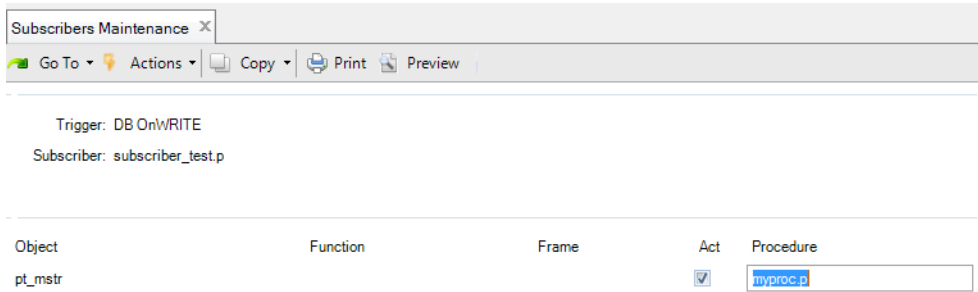 Subscribers Maintenance X
Go To Actions Copy Print Preview
Trigger: DB OnWRITE
Subscriber: subscriber_test.p
Object Function Frame Act Procedure
pt_mstr myproc.p